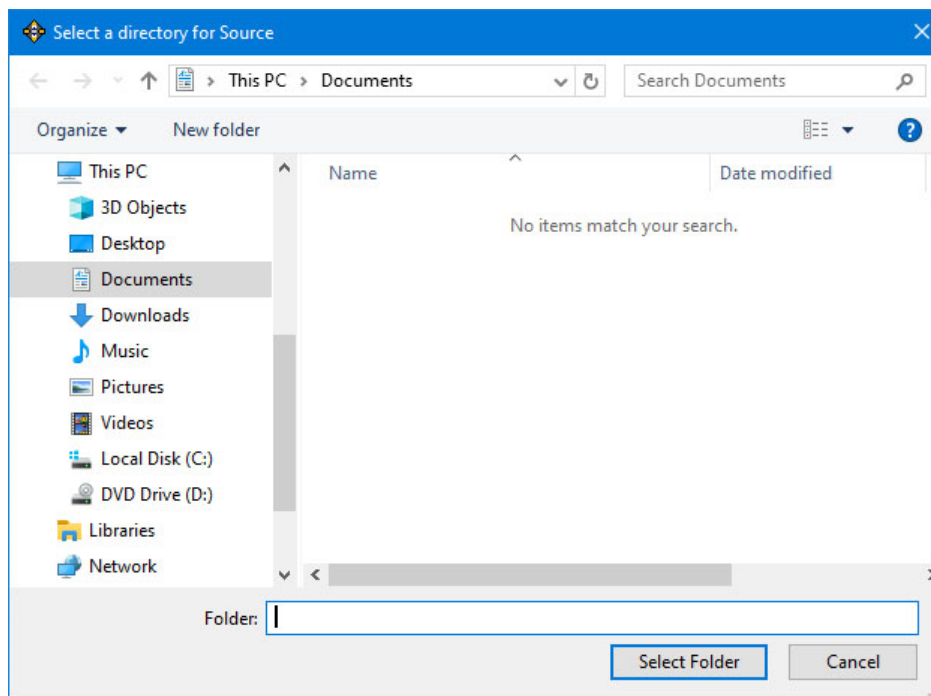 Select a directory for Source
This PC > Documents
Search Documents
Organize
New folder
?
This PC
3D Objects
Desktop
Documents
Downloads
Music
Pictures
Videos
Local Disk (C:)
DVD Drive (D:)
Libraries
Network
Name
Date modified
No items match your search.
Folder:
Select Folder
Cancel